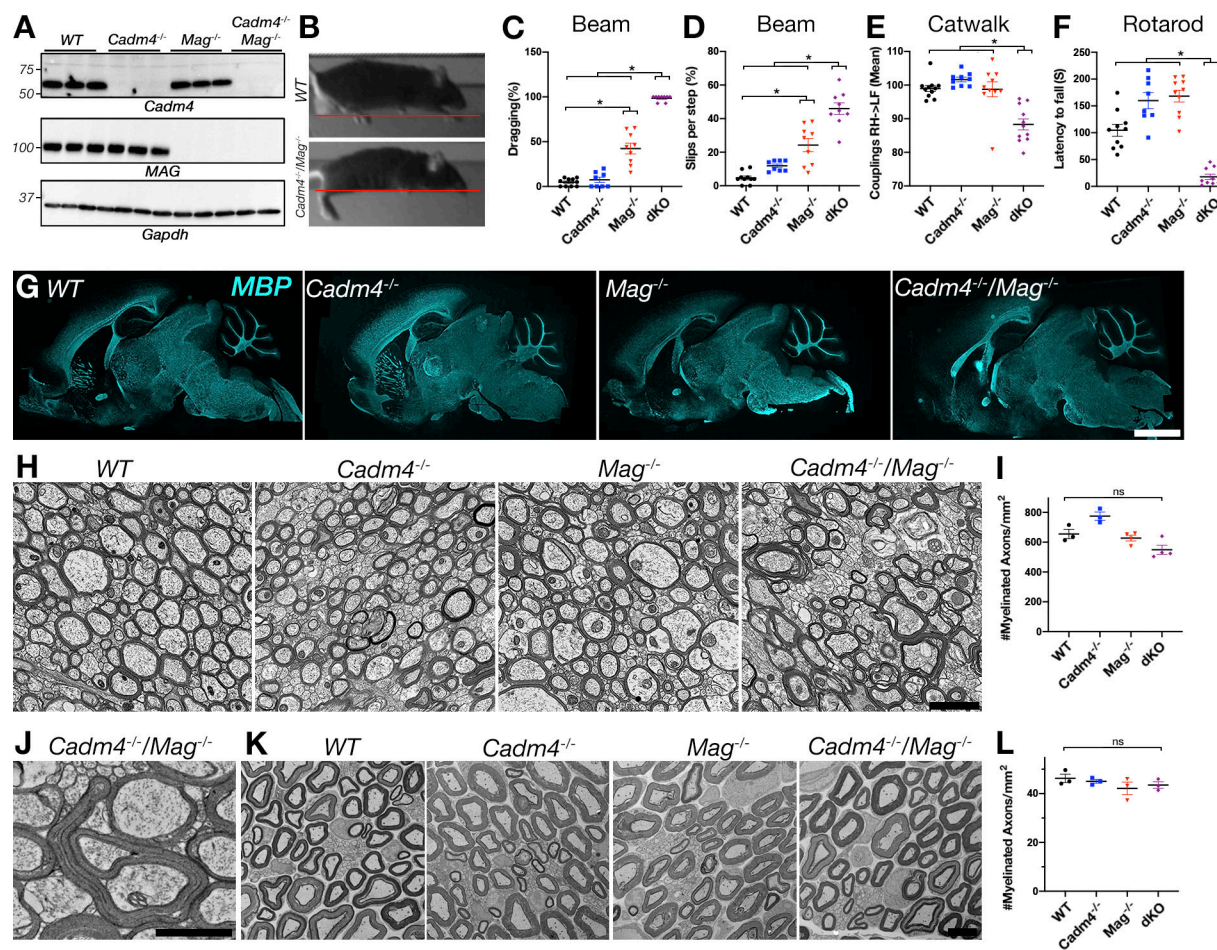 A
WT
Cadm4-/-
Mag-/-
Cadm4-/-
Mag-/-
75
50
Cadm4
100
MAG
37
Gapdh
B
WT
Cadm4-/-/Mag-/-
C
Beam
Dragging(%)
150
100
50
0
*
*
WT
Cadm4-/-
Mag-/-
dKO
D
Beam
Slips per step (%)
80
60
40
20
0
*
*
WT
Cadm4-/-
Mag-/-
dKO
E
Catwalk
Couplings RH->LF (Mean)
110
100
90
80
70
*
WT
Cadm4-/-
Mag-/-
dKO
F
Rotarod
Latency to fall (S)
250
200
150
100
50
0
*
WT
Cadm4-/-
Mag-/-
dKO
G
WT
MBP
Cadm4-/-
Mag-/-
Cadm4-/-/Mag-/-
H
WT
Cadm4-/-
Mag-/-
Cadm4-/-/Mag-/-
I
#Myelinated Axons/mm2
800
600
400
200
0
ns
WT
Cadm4-/-
Mag-/-
dKO
J
Cadm4-/-/Mag-/-
K
WT
Cadm4-/-
Mag-/-
Cadm4-/-/Mag-/-
L
#Myelinated Axons/mm2
40
20
0
ns
WT
Cadm4-/-
Mag-/-
dKO